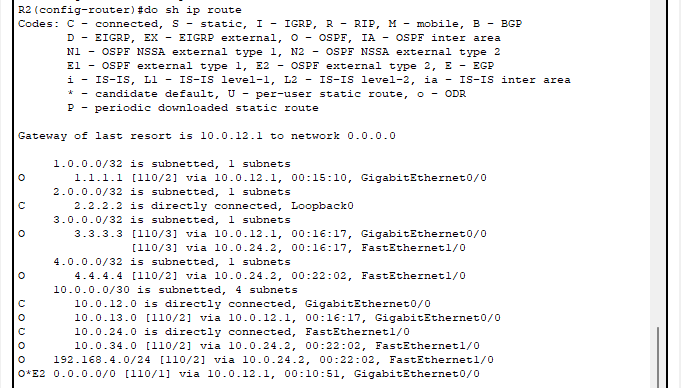 R2(config-router)#do sh ip route
Codes: C - connected, S - static, I - IGRP, R - RIP, M - mobile, B - BGP
       D - EIGRP, EX - EIGRP external, O - OSPF, IA - OSPF inter area
       N1 - OSPF NSSA external type 1, N2 - OSPF NSSA external type 2
       E1 - OSPF external type 1, E2 - OSPF external type 2, E - EGP
       i - IS-IS, L1 - IS-IS level-1, L2 - IS-IS level-2, ia - IS-IS inter area
       * - candidate default, U - per-user static route, o - ODR
       P - periodic downloaded static route

Gateway of last resort is 10.0.12.1 to network 0.0.0.0

     1.0.0.0/32 is subnetted, 1 subnets
O       1.1.1.1 [110/2] via 10.0.12.1, 00:15:10, GigabitEthernet0/0
     2.0.0.0/32 is subnetted, 1 subnets
C       2.2.2.2 is directly connected, Loopback0
     3.0.0.0/32 is subnetted, 1 subnets
O       3.3.3.3 [110/3] via 10.0.12.1, 00:16:17, GigabitEthernet0/0
                [110/3] via 10.0.24.2, 00:16:17, FastEthernet1/0
     4.0.0.0/32 is subnetted, 1 subnets
O       4.4.4.4 [110/2] via 10.0.24.2, 00:22:02, FastEthernet1/0
     10.0.0.0/30 is subnetted, 4 subnets
C       10.0.12.0 is directly connected, GigabitEthernet0/0
O       10.0.13.0 [110/2] via 10.0.12.1, 00:16:17, GigabitEthernet0/0
C       10.0.24.0 is directly connected, FastEthernet1/0
O       10.0.34.0 [110/2] via 10.0.24.2, 00:22:02, FastEthernet1/0
O    192.168.4.0/24 [110/2] via 10.0.24.2, 00:22:02, FastEthernet1/0
O*E2 0.0.0.0/0 [110/1] via 10.0.12.1, 00:10:51, GigabitEthernet0/0